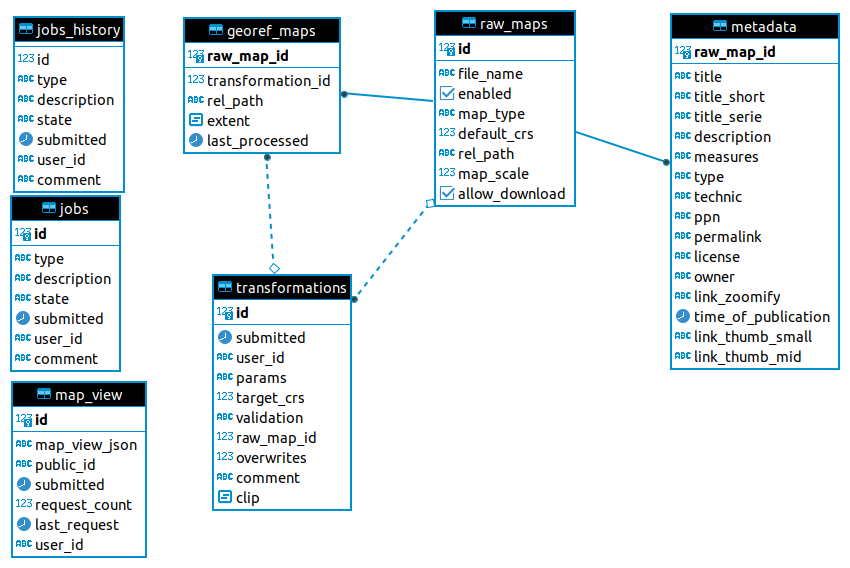 jobs_history
123 id
ABC type
ABC description
ABC state
submitted
ABC user_id
ABC comment
jobs
123 id
ABC type
ABC description
ABC state
submitted
ABC user_id
ABC comment
map_view
123 id
ABC map_view_json
ABC public_id
submitted
123 request_count
last_request
ABC user_id
georef_maps
123 raw_map_id
123 transformation_id
ABC rel_path
extent
last_processed
transformations
123 id
submitted
ABC user_id
ABC params
123 target_crs
ABC validation
123 raw_map_id
123 overwrites
ABC comment
clip
raw_maps
123 id
ABC file_name
enabled
ABC map_type
123 default_crs
ABC rel_path
123 map_scale
allow_download
metadata
123 raw_map_id
ABC title
ABC title_short
ABC title_serie
ABC description
ABC measures
ABC type
ABC technic
ABC ppn
ABC permalink
ABC license
ABC owner
ABC link_zoomify
time_of_publication
ABC link_thumb_small
ABC link_thumb_mid